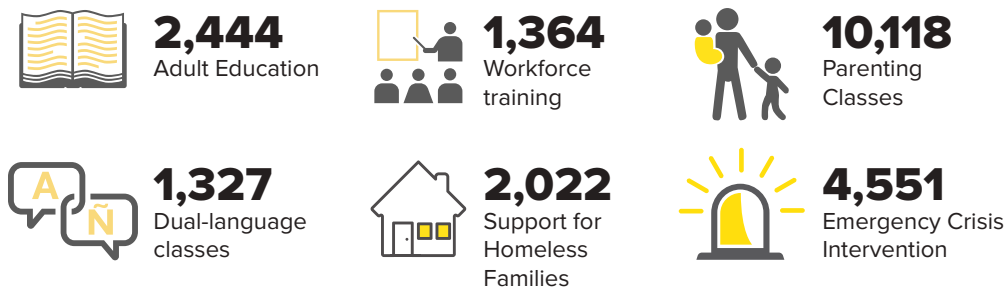 2,444
Adult Education
1,364
Workforce
training
10,118
Parenting
Classes
A
Ñ
1,327
Dual-language
classes
2,022
Support for
Homeless
Families
4,551
Emergency Crisis
Intervention